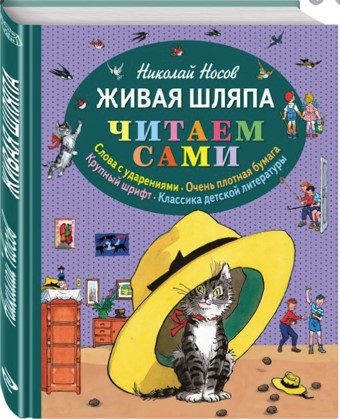 Николай Носов
ЖИВАЯ ШЛЯПА
ЧИТАЕМ
САМИ
Слова с ударениями • Очень плотная бумага
Крупный шрифт • Классика детской литературы
Николай Носов ЖИВАЯ ШЛЯПА